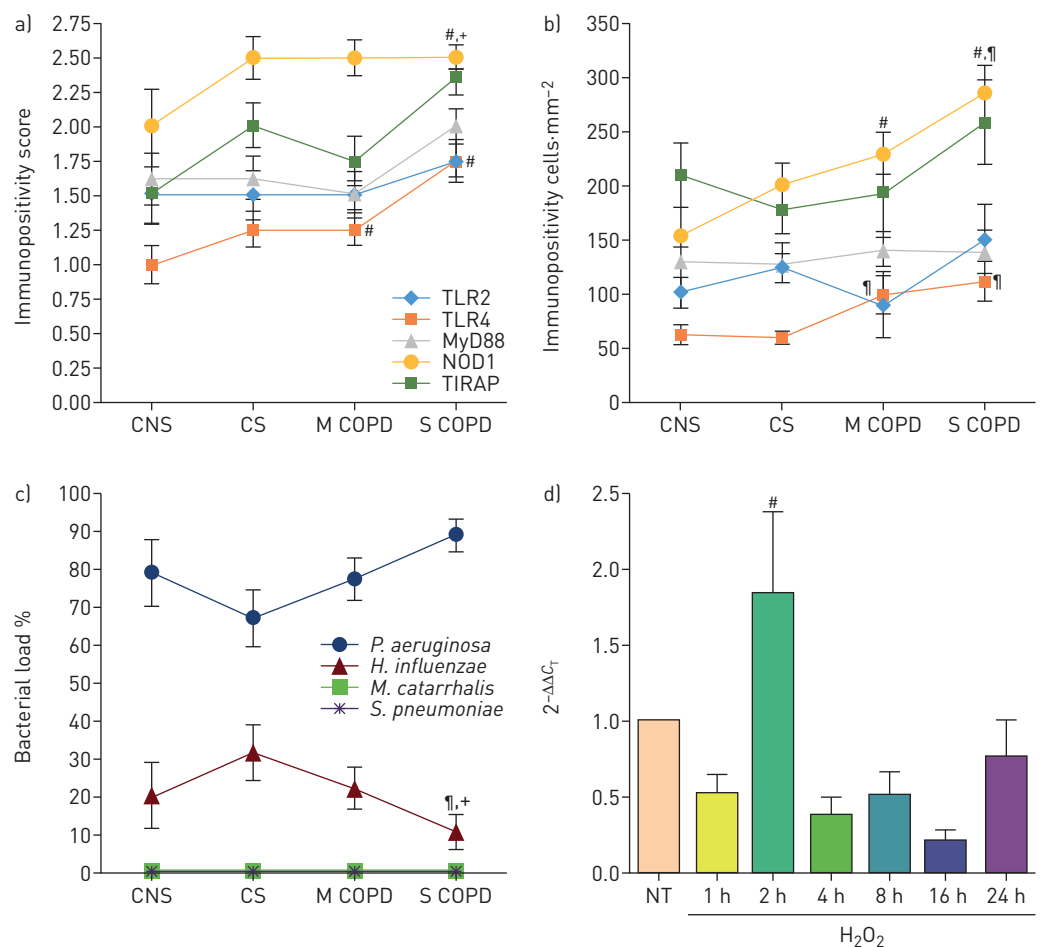 a)
Immunopositivity score
2.75
2.50
2.25
2.00
1.75
1.50
1.25
1.00
0.75
0.50
0.25
0.00
#,+
#
#
TLR2
TLR4
MyD88
NOD1
TIRAP
CNS CS M COPD S COPD
b)
Immunopositivity cells·mm⁻²
350
300
250
200
150
100
50
0
#,¶
#
¶
¶
CNS CS M COPD S COPD
c)
Bacterial load %
100
90
80
70
60
50
40
30
20
10
0
P. aeruginosa
H. influenzae
M. catarrhalis
S. pneumoniae
¶,+
CNS CS M COPD S COPD
d)
2⁻ΔΔCT
2.5
2.0
1.5
1.0
0.5
0.0
#
NT 1 h 2 h 4 h 8 h 16 h 24 h
H₂O₂